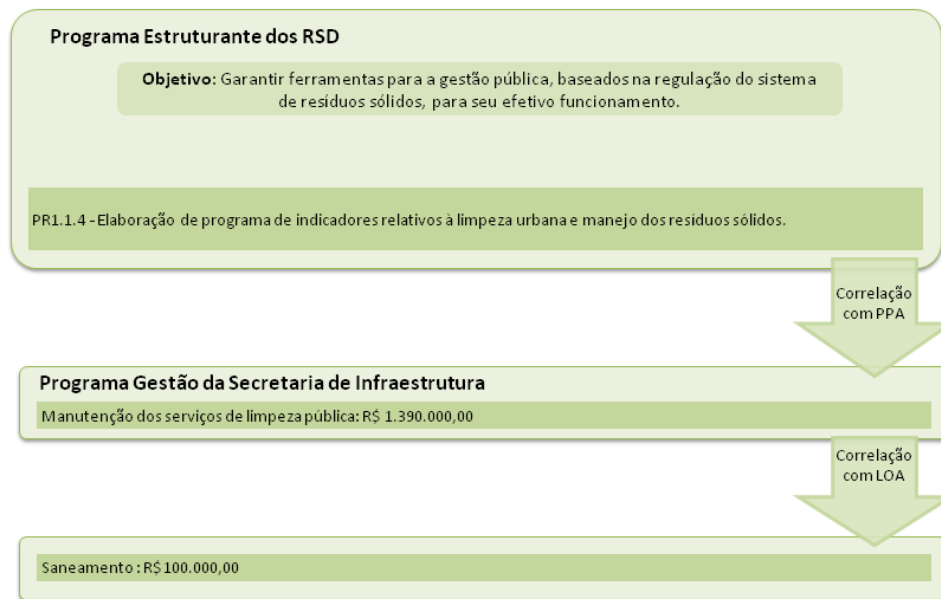 Programa Estruturante dos RSD
Objetivo: Garantir ferramentas para a gestão pública, baseados na regulação do sistema
de resíduos sólidos, para seu efetivo funcionamento.
PR1.1.4 - Elaboração de programa de indicadores relativos à limpeza urbana e manejo dos resíduos sólidos.
Correlação
com PPA
Programa Gestão da Secretaria de Infraestrutura
Manutenção dos serviços de limpeza pública: R$ 1.390.000,00
Correlação
com LOA
Saneamento : R$ 100.000,00